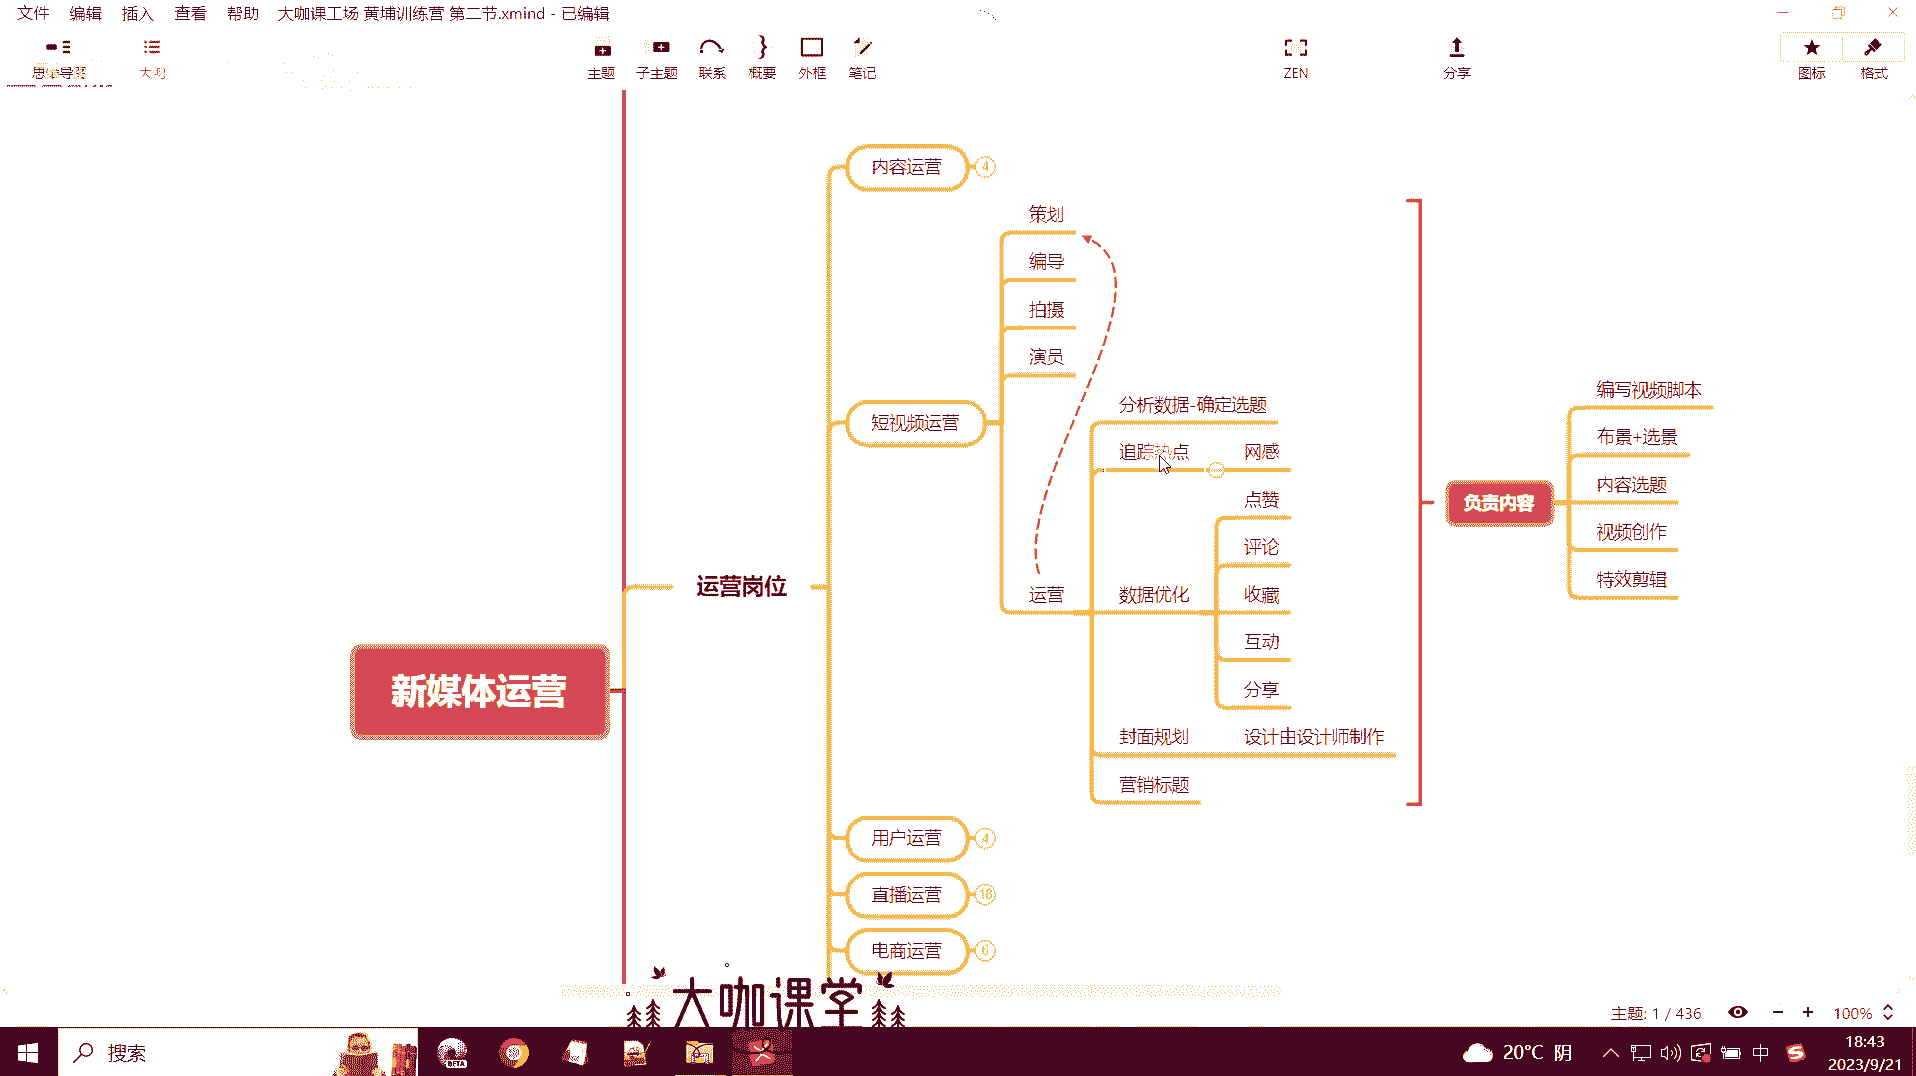 文件 编辑 插入 查看 帮助 大咖课工场 黄埔训练营 第二节.xmind - 已编辑
思维导图 大纲 主题 子主题 联系 概要 外框 笔记 ZEN 分享 图标 格式
内容运营 4
策划
编导
拍摄
演员
短视频运营
分析数据-确定选题
追踪热点 网感
点赞
评论
运营 数据优化 收藏
互动
分享
封面规划 设计由设计师制作
营销标题
编写视频脚本
布景+选景
内容选题
负责内容
视频创作
特效剪辑
运营岗位
新媒体运营
用户运营 4
直播运营 18
电商运营 6
大咖课堂
主题: 1 / 436 100%
搜索 BETA 20°C 阴 中 18:43
2023/9/21